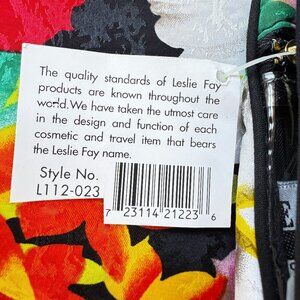 The quality standards of Leslie Fay
products are known throughout the
world. We have taken the utmost care
in the design and function of each
cosmetic and travel item that bears
the Leslie Fay name.
Style No.
L112-023
7 23114 21223 6